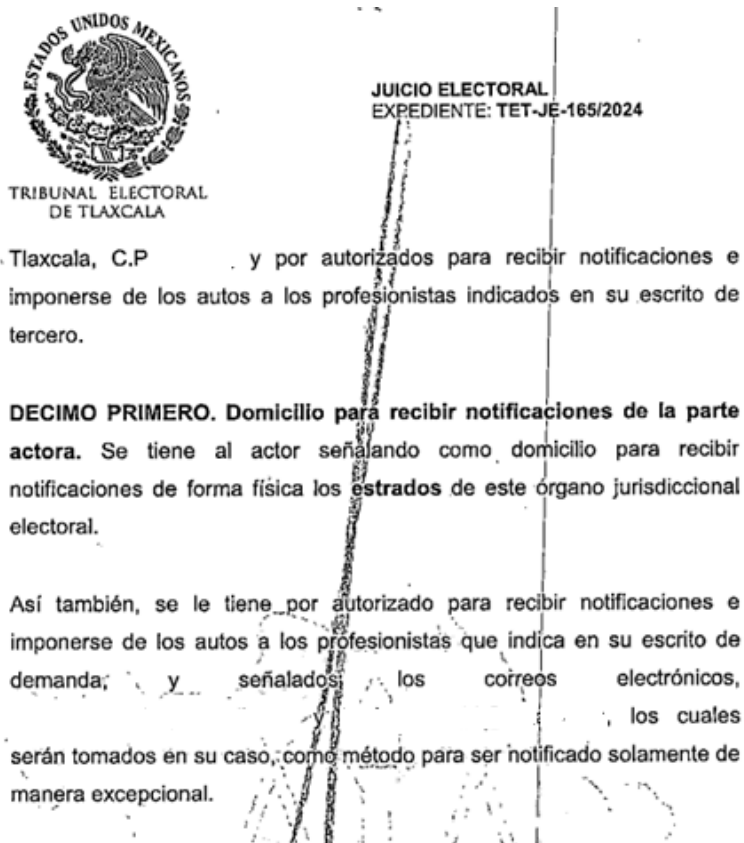 ESTADOS UNIDOS MEXICANOS
TRIBUNAL ELECTORAL
DE TLAXCALA
JUICIO ELECTORAL
EXPEDIENTE: TET-JE-165/2024
Tlaxcala, C.P y por autorizados para recibir notificaciones e
imponerse de los autos a los profesionistas indicados en su escrito de
tercero.
DECIMO PRIMERO. Domicilio para recibir notificaciones de la parte
actora. Se tiene al actor señalando como domicilio para recibir
notificaciones de forma física los estrados de este órgano jurisdiccional
electoral.
Así también, se le tiene por autorizado para recibir notificaciones e
imponerse de los autos a los profesionistas que indica en su escrito de
demanda; y señalados los correos electrónicos,
y , los cuales
serán tomados en su caso, como método para ser notificado solamente de
manera excepcional.